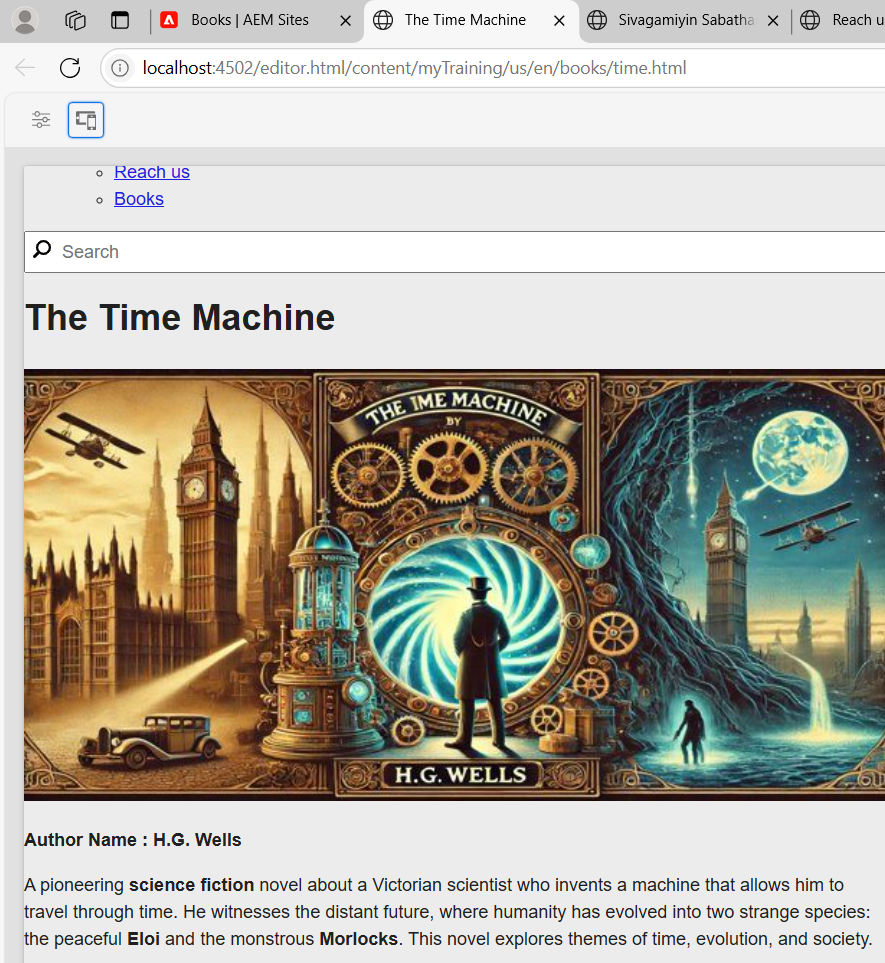 Books | AEM Sites
The Time Machine
Sivagamiyin Sabatha
Reach u
localhost:4502/editor.html/content/myTraining/us/en/books/time.html
Reach us
Books
Search
The Time Machine
THE IME MACHINE
BY
H.G. WELLS
Author Name : H.G. Wells
A pioneering science fiction novel about a Victorian scientist who invents a machine that allows him to
travel through time. He witnesses the distant future, where humanity has evolved into two strange species:
the peaceful Eloi and the monstrous Morlocks. This novel explores themes of time, evolution, and society.